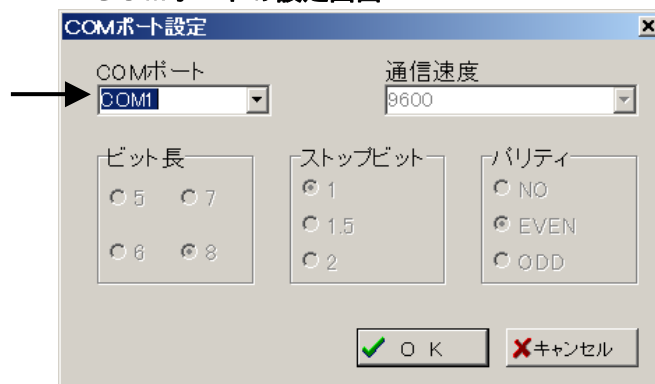 COMポート設定
COMポート
通信速度
COM1
9600
ビット長
ストップビット
パリティ
5
7
1
NO
1.5
EVEN
6
8
2
ODD
OK
キャンセル